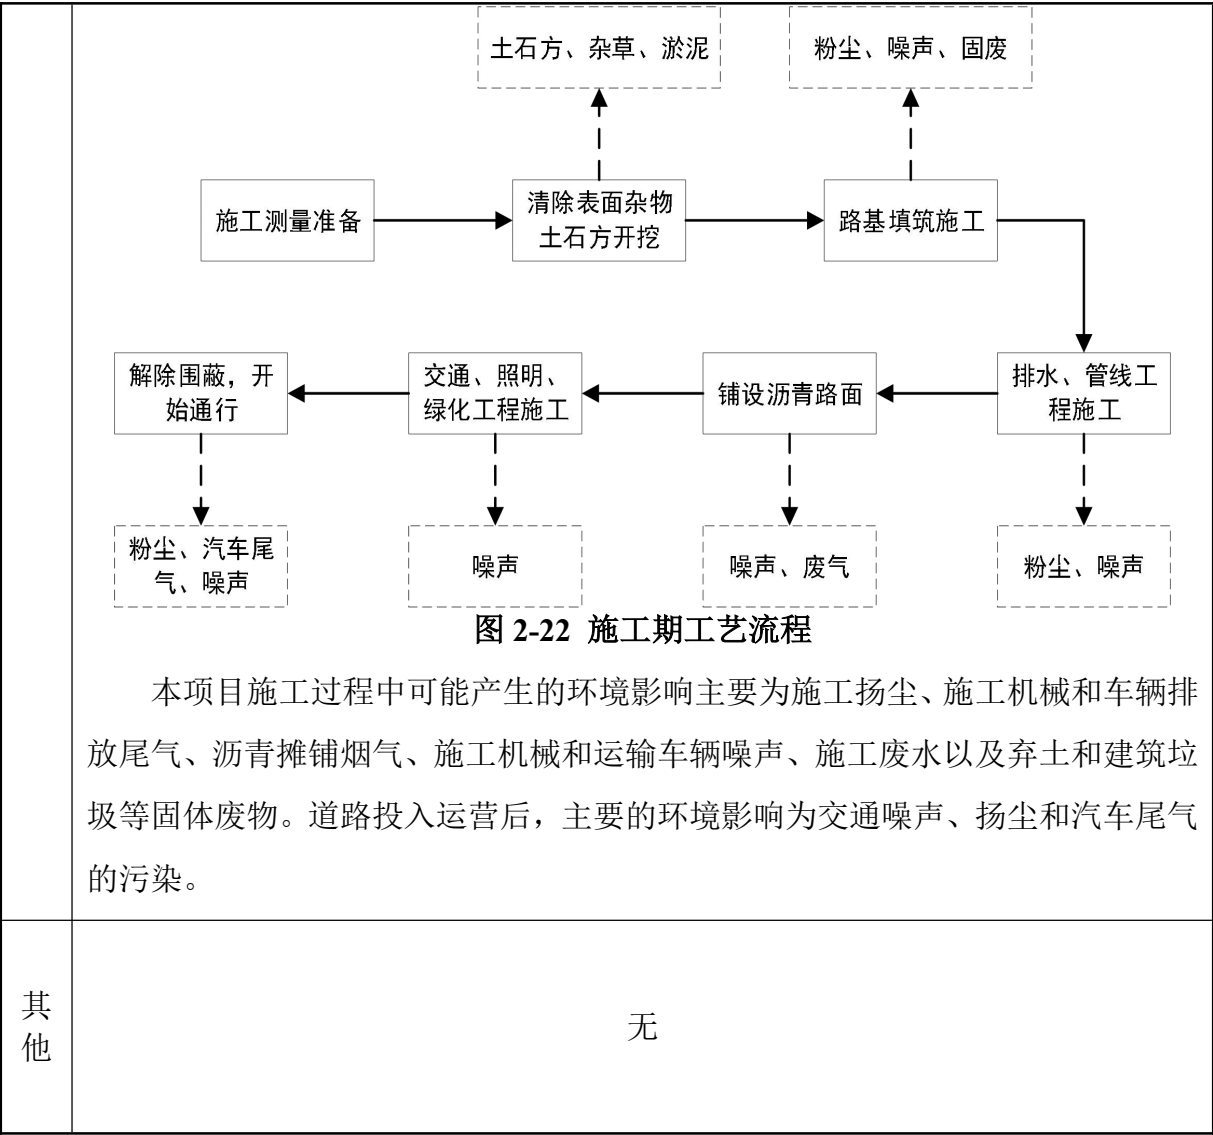 土石方、杂草、淤泥
粉尘、噪声、固废
施工测量准备
清除表面杂物
土石方开挖
路基填筑施工
解除围蔽，开
始通行
交通、照明、
绿化工程施工
铺设沥青路面
排水、管线工
程施工
粉尘、汽车尾
气、噪声
噪声
噪声、废气
粉尘、噪声
图 2-22 施工期工艺流程
本项目施工过程中可能产生的环境影响主要为施工扬尘、施工机械和车辆排
放尾气、沥青摊铺烟气、施工机械和运输车辆噪声、施工废水以及弃土和建筑垃
圾等固体废物。道路投入运营后，主要的环境影响为交通噪声、扬尘和汽车尾气
的污染。
其
他
无